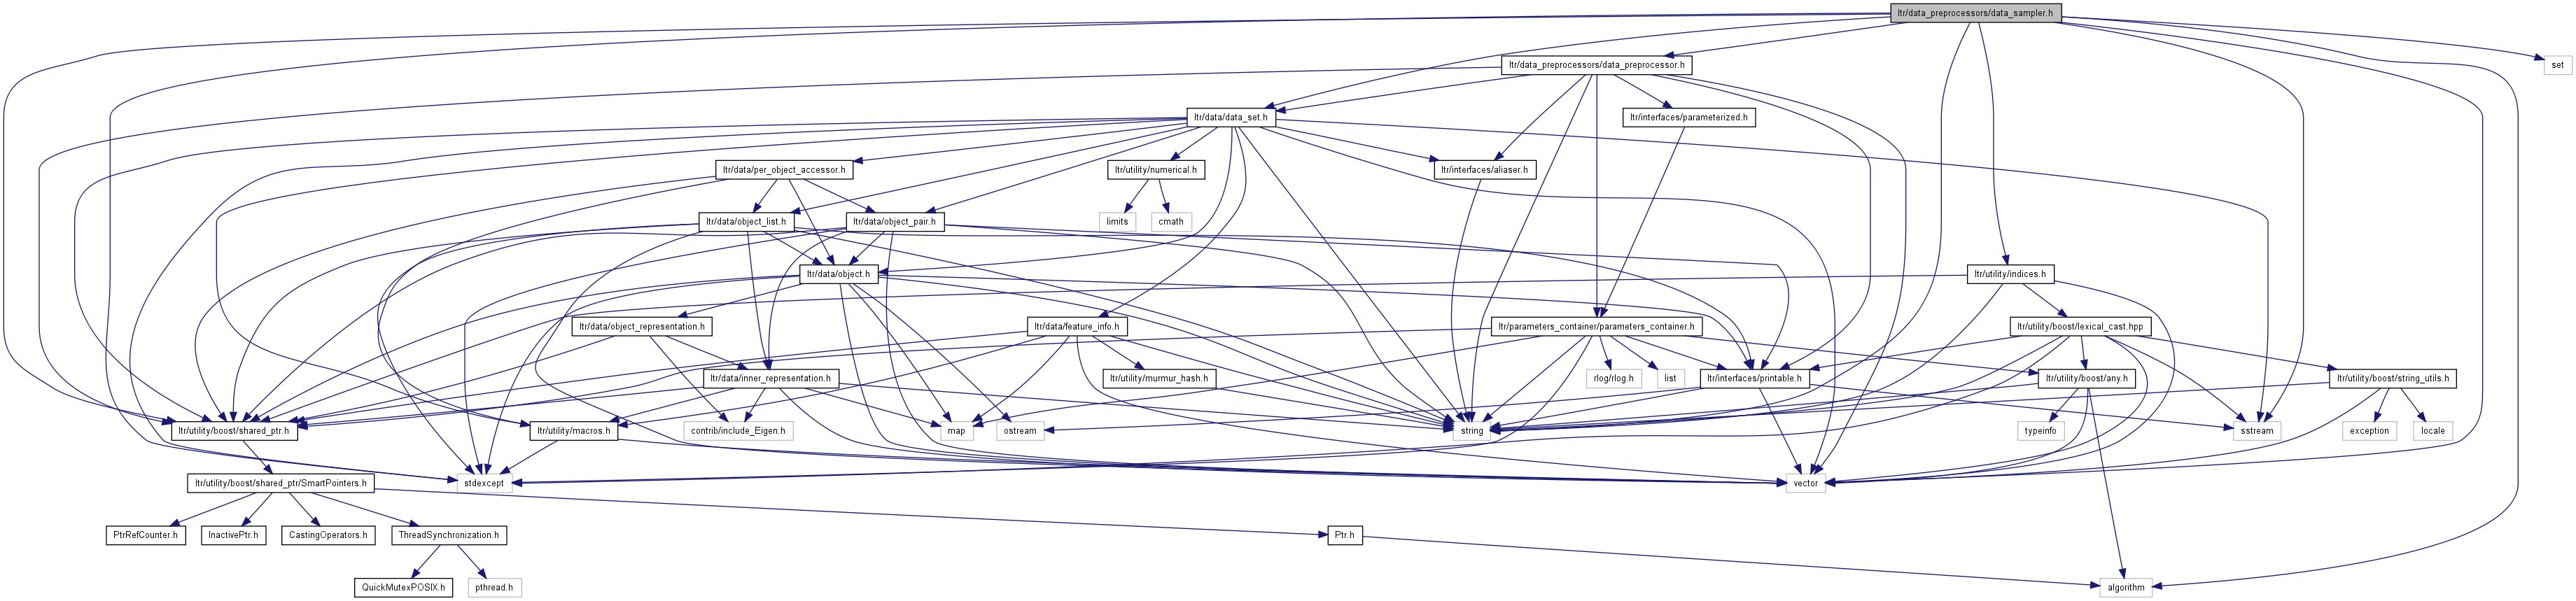 ltr/data_preprocessors/data_sampler.h
ltr/data_preprocessors/data_preprocessor.h
set
ltr/data/data_set.h
ltr/interfaces/parameterized.h
ltr/data/per_object_accessor.h
ltr/utility/numerical.h
ltr/interfaces/aliaser.h
ltr/data/object_list.h
ltr/data/object_pair.h
limits
cmath
ltr/data/object.h
ltr/utility/indices.h
ltr/data/object_representation.h
ltr/data/feature_info.h
ltr/parameters_container/parameters_container.h
ltr/utility/boost/lexical_cast.hpp
ltr/data/inner_representation.h
ltr/utility/murmur_hash.h
rlog/rlog.h
list
ltr/interfaces/printable.h
ltr/utility/boost/any.h
ltr/utility/boost/string_utils.h
ltr/utility/boost/shared_ptr.h
ltr/utility/macros.h
contrib/include_Eigen.h
map
ostream
string
typeinfo
sstream
exception
locale
ltr/utility/boost/shared_ptr/SmartPointers.h
stdexcept
vector
PtrRefCounter.h
InactivePtr.h
CastingOperators.h
ThreadSynchronization.h
Ptr.h
QuickMutexPOSIX.h
pthread.h
algorithm